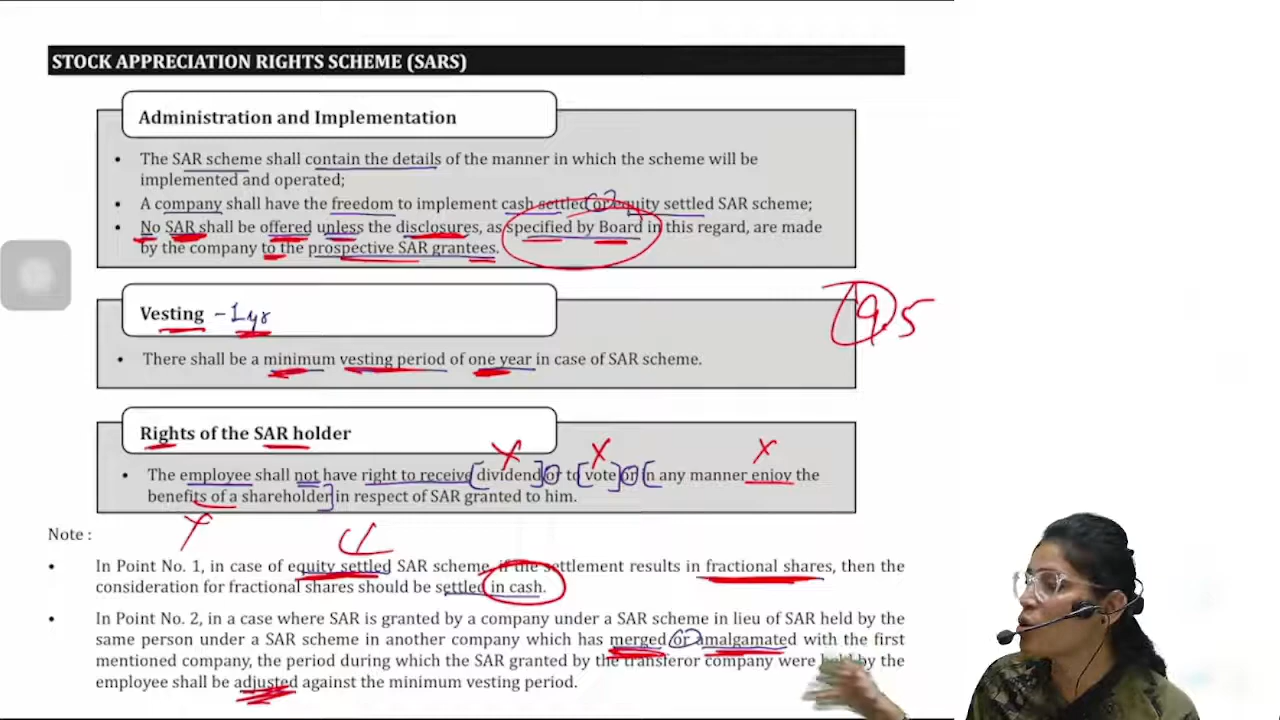 STOCK APPRECIATION RIGHTS SCHEME (SARS)
Administration and Implementation
• The SAR scheme shall contain the details of the manner in which the scheme will be
implemented and operated;
• A company shall have the freedom to implement cash settled or equity settled SAR scheme;
• No SAR shall be offered unless the disclosures, as specified by Board in this regard, are made
by the company to the prospective SAR grantees.
Vesting - 1 yr
9.5
• There shall be a minimum vesting period of one year in case of SAR scheme.
Rights of the SAR holder
• The employee shall not have right to receive dividend or to vote or in any manner enjoy the
benefits of a shareholder in respect of SAR granted to him.
Note :
• In Point No. 1, in case of equity settled SAR scheme, if the settlement results in fractional shares, then the
consideration for fractional shares should be settled in cash.
• In Point No. 2, in a case where SAR is granted by a company under a SAR scheme in lieu of SAR held by the
same person under a SAR scheme in another company which has merged or amalgamated with the first
mentioned company, the period during which the SAR granted by the transferor company were held by the
employee shall be adjusted against the minimum vesting period.